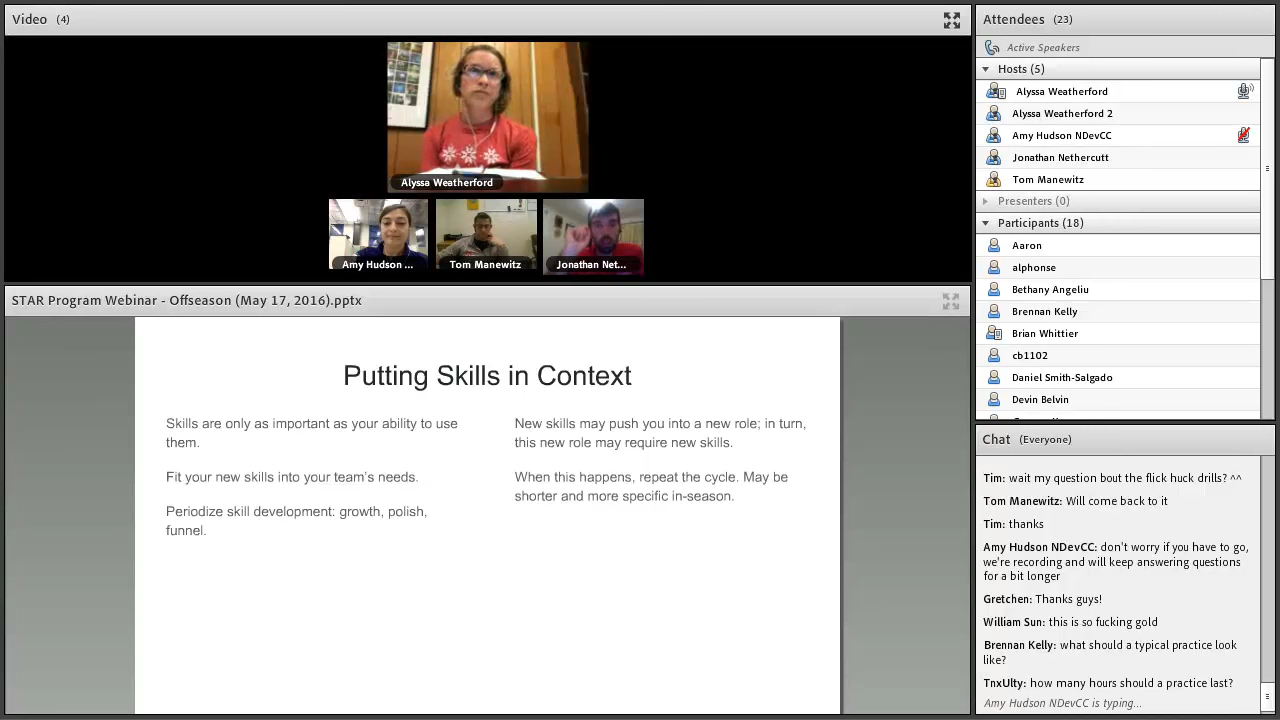 Video (4)
Alyssa Weatherford
Amy Hudson ...
Tom Manewitz
Jonathan Net...
STAR Program Webinar - Offseason (May 17, 2016).pptx
Putting Skills in Context
Skills are only as important as your ability to use
them.
Fit your new skills into your team's needs.
Periodize skill development: growth, polish,
funnel.
New skills may push you into a new role; in turn,
this new role may require new skills.
When this happens, repeat the cycle. May be
shorter and more specific in-season.
Attendees (23)
Active Speakers
Hosts (5)
Alyssa Weatherford
Alyssa Weatherford 2
Amy Hudson NDevCC
Jonathan Nethercutt
Tom Manewitz
Presenters (0)
Participants (18)
Aaron
alphonse
Bethany Angeliu
Brennan Kelly
Brian Whittier
cb1102
Daniel Smith-Salgado
Devin Belvin
Chat (Everyone)
Tim: wait my question bout the flick huck drills? ^^
Tom Manewitz: Will come back to it
Tim: thanks
Amy Hudson NDevCC: don't worry if you have to go,
we're recording and will keep answering questions
for a bit longer
Gretchen: Thanks guys!
William Sun: this is so fucking gold
Brennan Kelly: what should a typical practice look
like?
TnxUlty: how many hours should a practice last?
Amy Hudson NDevCC is typing...